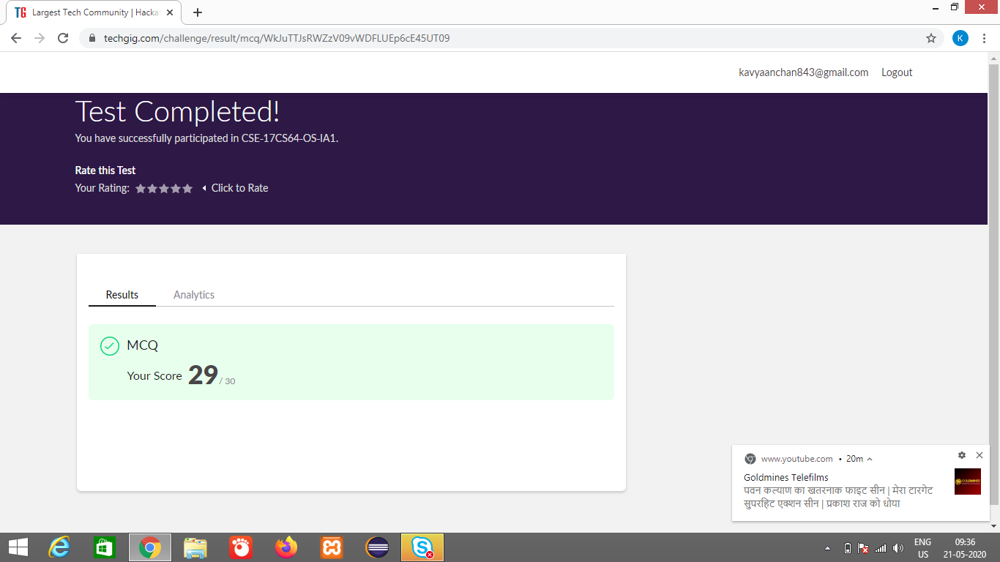 TG Largest Tech Community | Hacka
techgig.com/challenge/result/mcq/WkJuTTJsRWZzV09vWDFLUEp6cE45UT09
K
kavyaanchan843@gmail.com Logout
Test Completed!
You have successfully participated in CSE-17CS64-OS-IA1.
Rate this Test
Your Rating: Click to Rate
Results Analytics
MCQ
Your Score 29 / 30
www.youtube.com • 20m
Goldmines Telefilms
पवन कल्याण का खतरनाक फाइट सीन | मेरा टारगेट
सुपरहिट एक्शन सीन | प्रकाश राज को धोया
GOLDMINES
ENG 09:36
US 21-05-2020